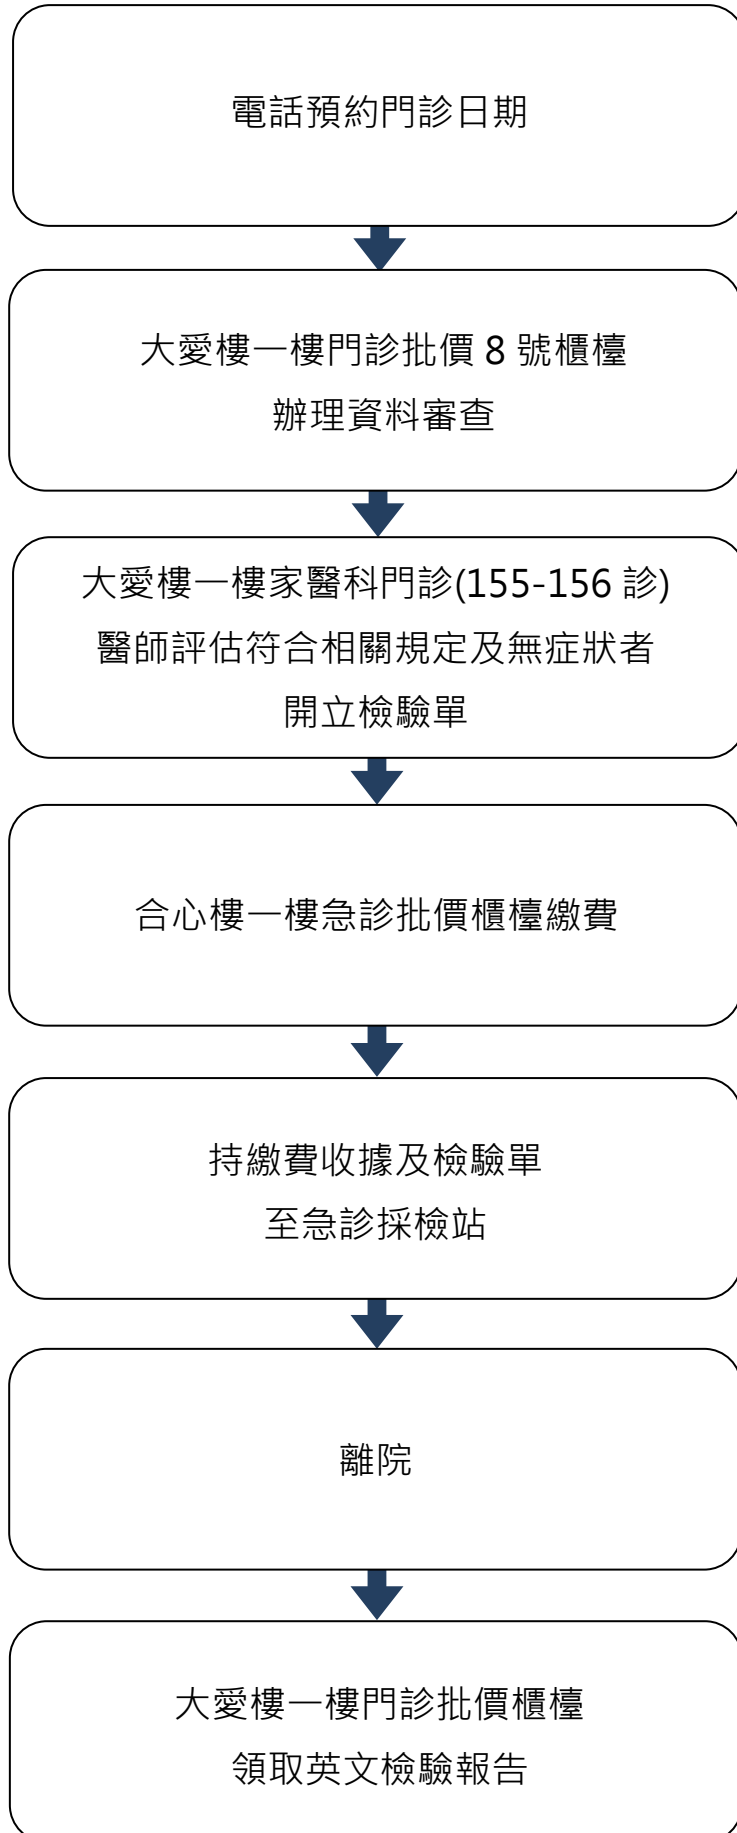 電話預約門診日期
大愛樓一樓門診批價 8 號櫃檯
辦理資料審查
大愛樓一樓家醫科門診(155-156 診)
醫師評估符合相關規定及無症狀者
開立檢驗單
合心樓一樓急診批價櫃檯繳費
持繳費收據及檢驗單
至急診採檢站
離院
大愛樓一樓門診批價櫃檯
領取英文檢驗報告